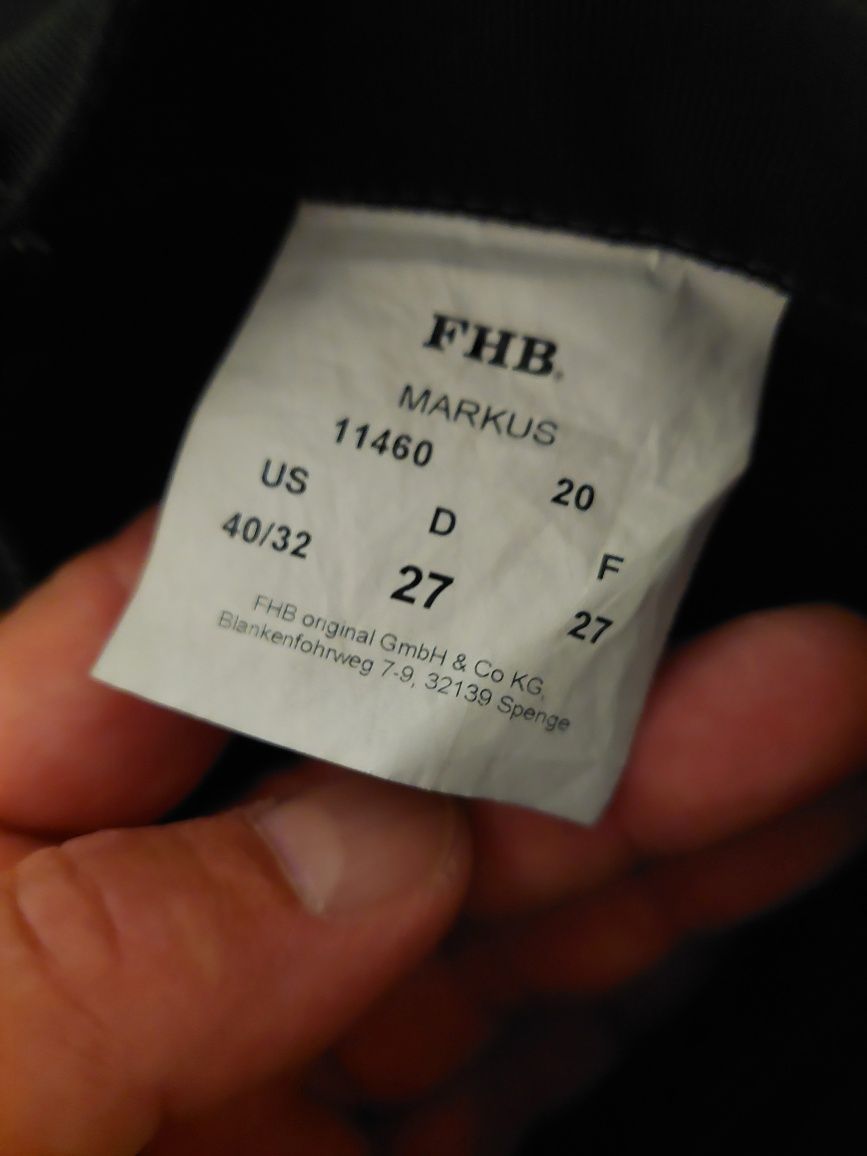 FHB.
MARKUS
11460 20
US D F
40/32 27 27
FHB original GmbH & Co KG,
Blankenfohrweg 7-9, 32139 Spenge